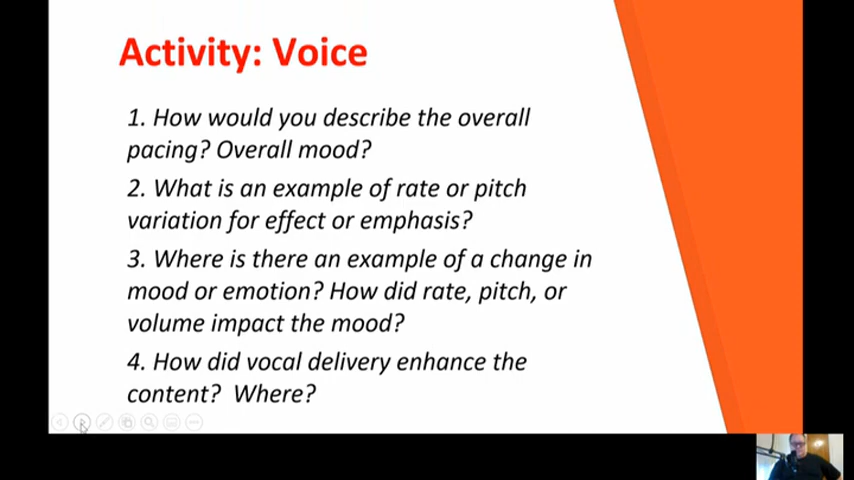 Activity: Voice
1. How would you describe the overall
pacing? Overall mood?
2. What is an example of rate or pitch
variation for effect or emphasis?
3. Where is there an example of a change in
mood or emotion? How did rate, pitch, or
volume impact the mood?
4. How did vocal delivery enhance the
content?  Where?